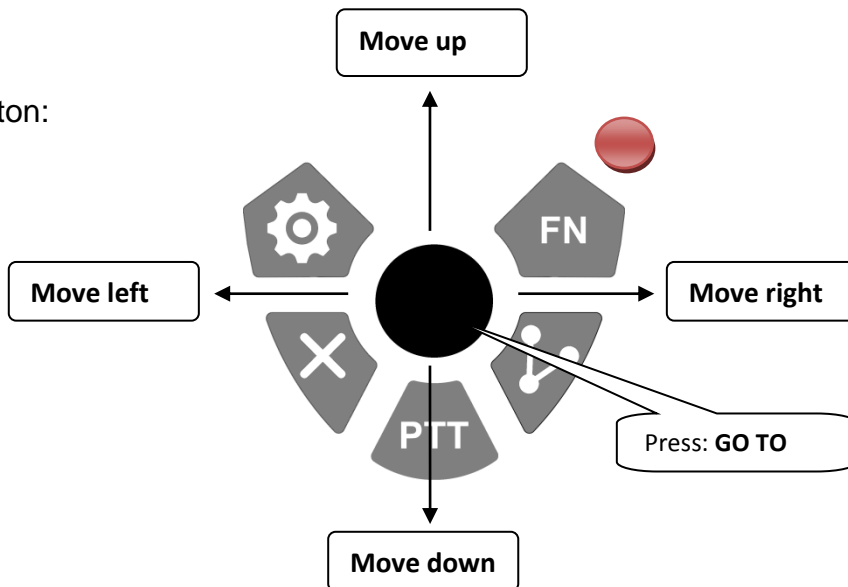 Move up
ton:
FN
Move left
Move right
PTT
Press: GO TO
Move down